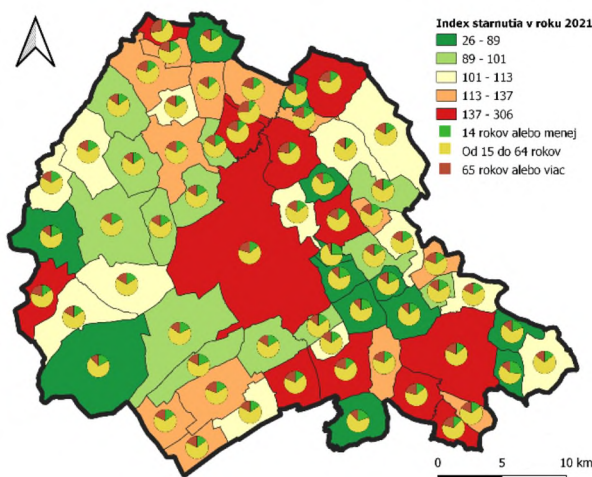 Index starnutia v roku 2021
26 - 89
89 - 101
101 - 113
113 - 137
137 - 306
14 rokov alebo menej
Od 15 do 64 rokov
65 rokov alebo viac
0 5 10 km